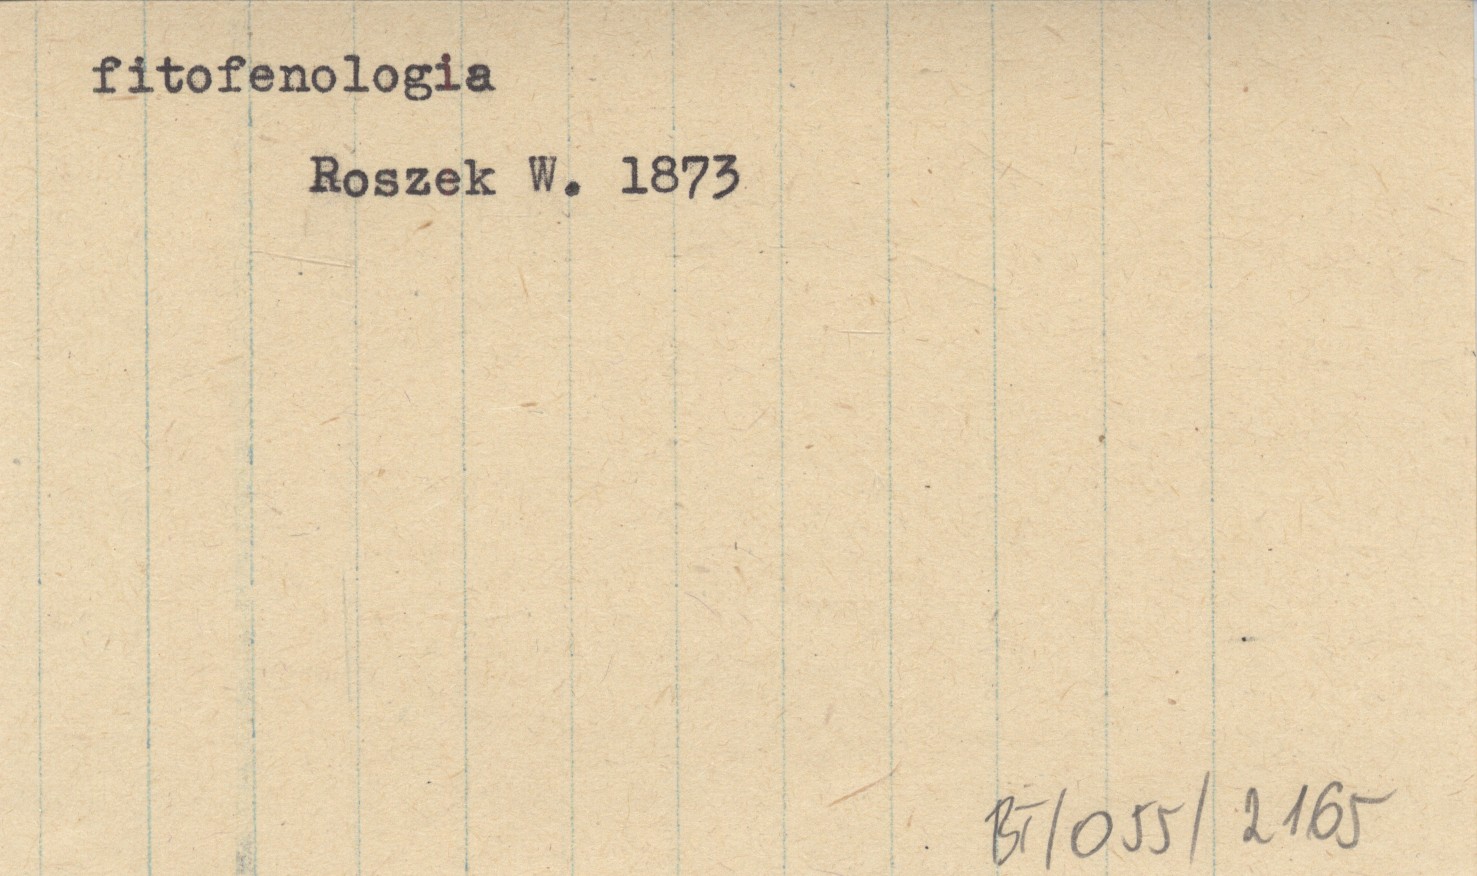 fitofenologia
Roszek W. 1873
BT/055/2165